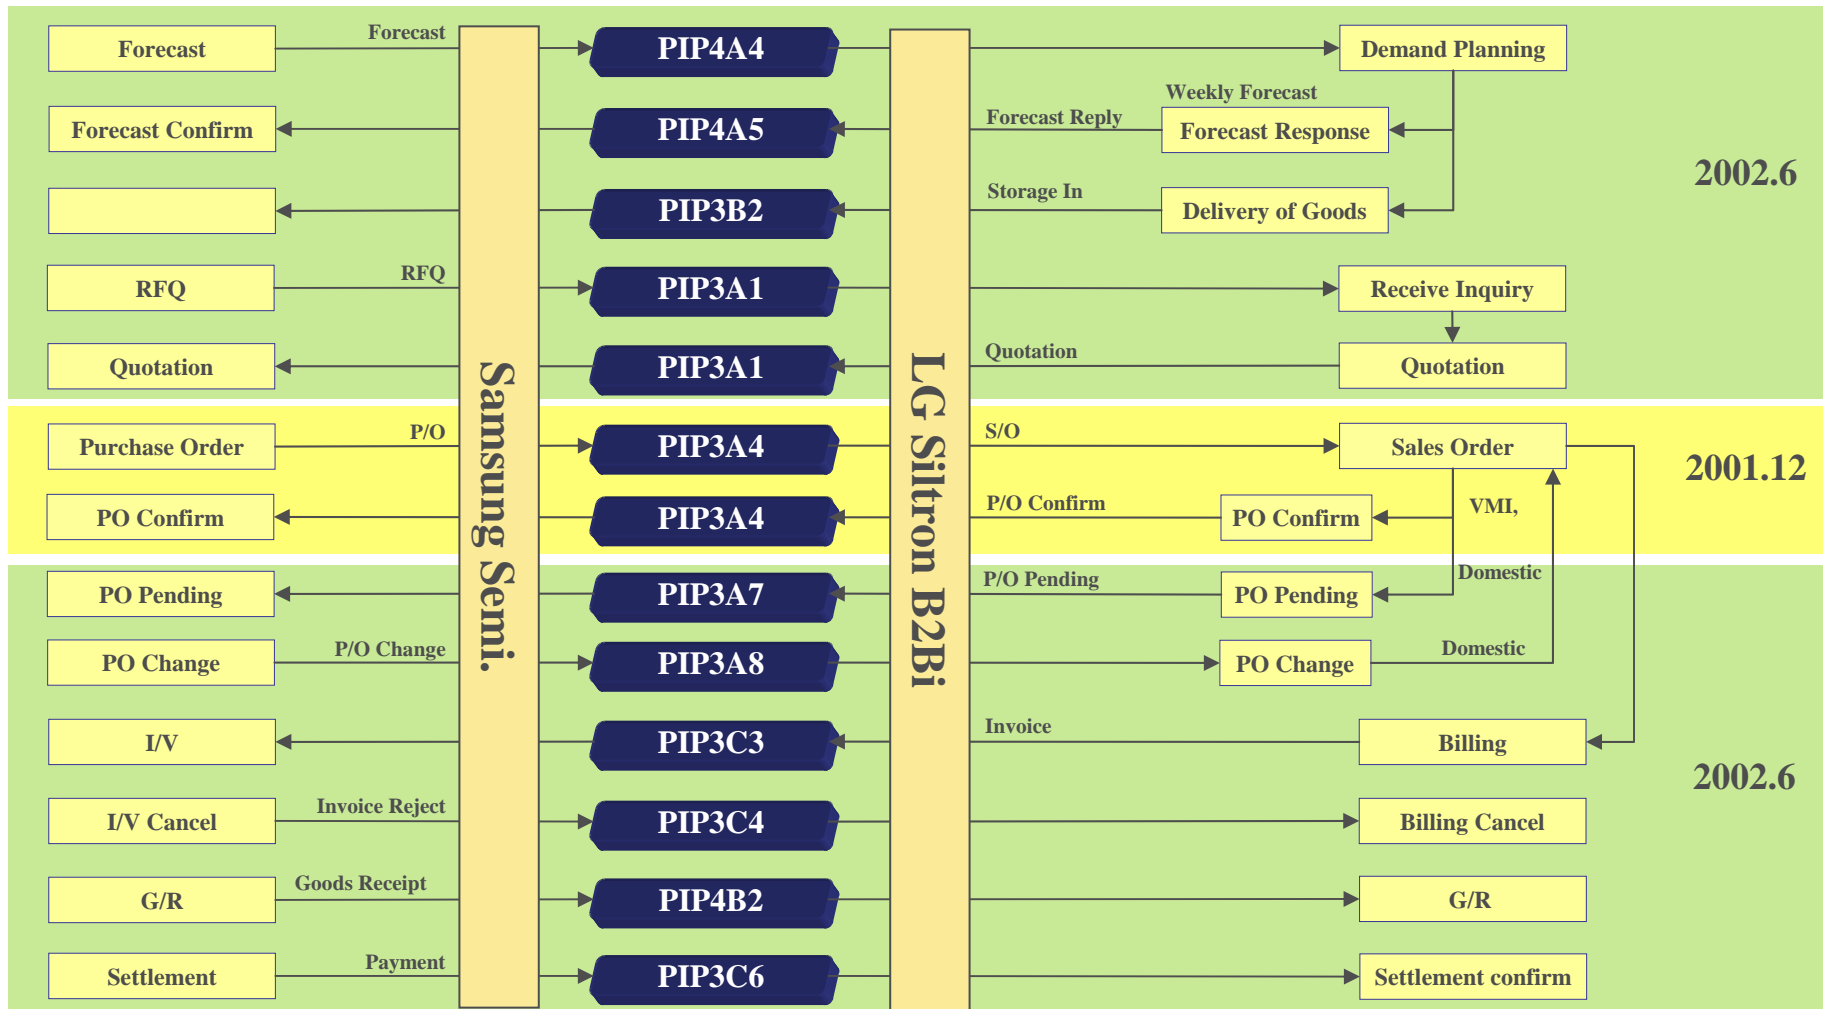 Forecast
Forecast
PIP4A4
Demand Planning
Weekly Forecast
Forecast Confirm
PIP4A5
Forecast Reply
Forecast Response
2002.6
PIP3B2
Storage In
Delivery of Goods
RFQ
RFQ
PIP3A1
Receive Inquiry
Quotation
PIP3A1
Quotation
Quotation
Samsung Semi.
LG Siltron B2Bi
Purchase Order
P/O
PIP3A4
S/O
Sales Order
2001.12
PO Confirm
PIP3A4
P/O Confirm
PO Confirm
VMI,
PO Pending
PIP3A7
P/O Pending
PO Pending
Domestic
PO Change
P/O Change
PIP3A8
PO Change
Domestic
I/V
PIP3C3
Invoice
Billing
2002.6
I/V Cancel
Invoice Reject
PIP3C4
Billing Cancel
G/R
Goods Receipt
PIP4B2
G/R
Settlement
Payment
PIP3C6
Settlement confirm